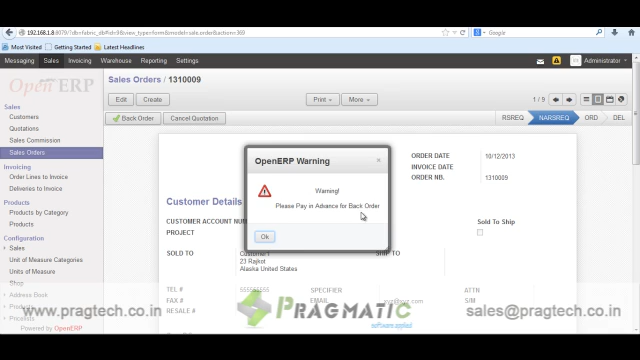 192.168.1.8
Google
Most Visited Getting Started Latest Headlines
Messaging Sales Invoicing Warehouse Reporting Settings Administrator
Open ERP
Sales Orders / 1310009
Edit Create Print More 1 / 9
Back Order Cancel Quotation RSREQ NARSREQ ORD DEL
Sales
Customers
Quotations
Sales Commission
Sales Orders
Invoicing
Order Lines to Invoice
Deliveries to Invoice
Products
Products by Category
Products
Configuration
Sales
Unit of Measure Categories
Units of Measure
Shop
Address Book
Pricelists
Powered by OpenERP
OpenERP Warning
Warning!
Please Pay in Advance for Back Order
Ok
ORDER DATE 10/12/2013
INVOICE DATE
ORDER NB. 1310009
Customer Details
CUSTOMER ACCOUNT
PROJECT
Sold To Ship
SOLD TO Customer1 SHIP TO
23 Rajkot
Alaska United States
TEL # 555555555 SPECIFIER ATTN
FAX # EMAIL S/M
RESALE #
www.pragtech.co.in
PRAGMATIC
software applied
sales@pragtech.co.in